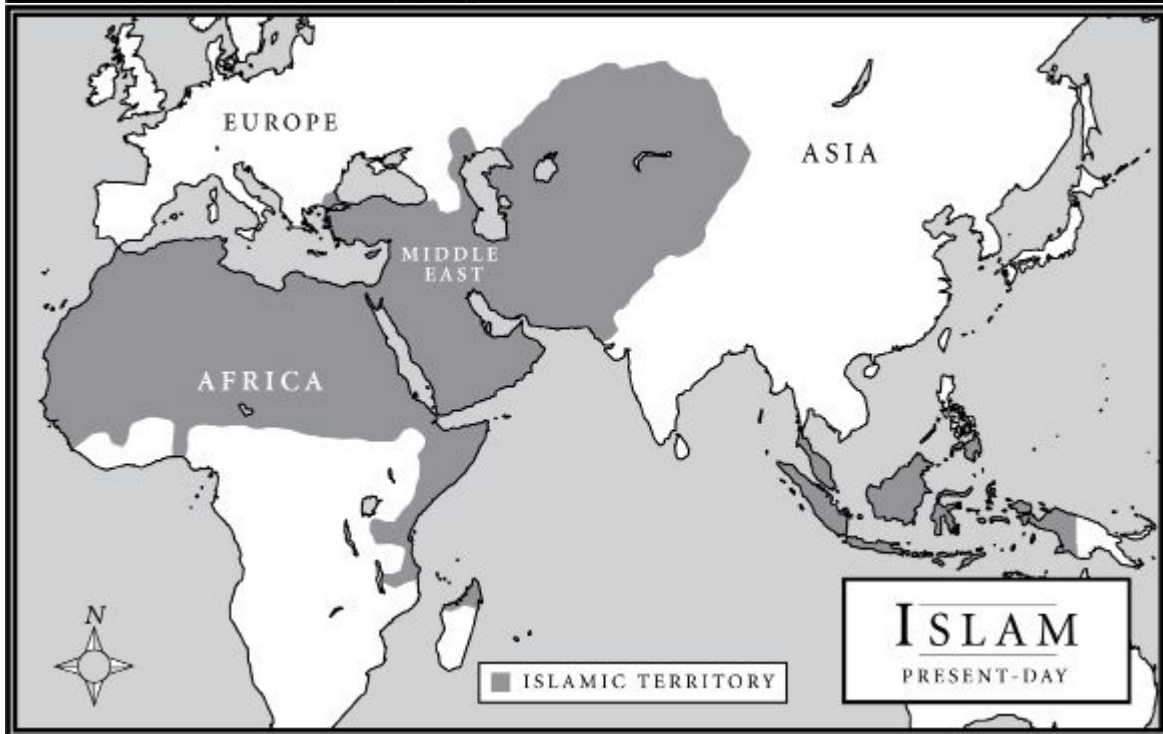 EUROPE
ASIA
MIDDLE
EAST
AFRICA
N
ISLAMIC TERRITORY
ISLAM
PRESENT-DAY